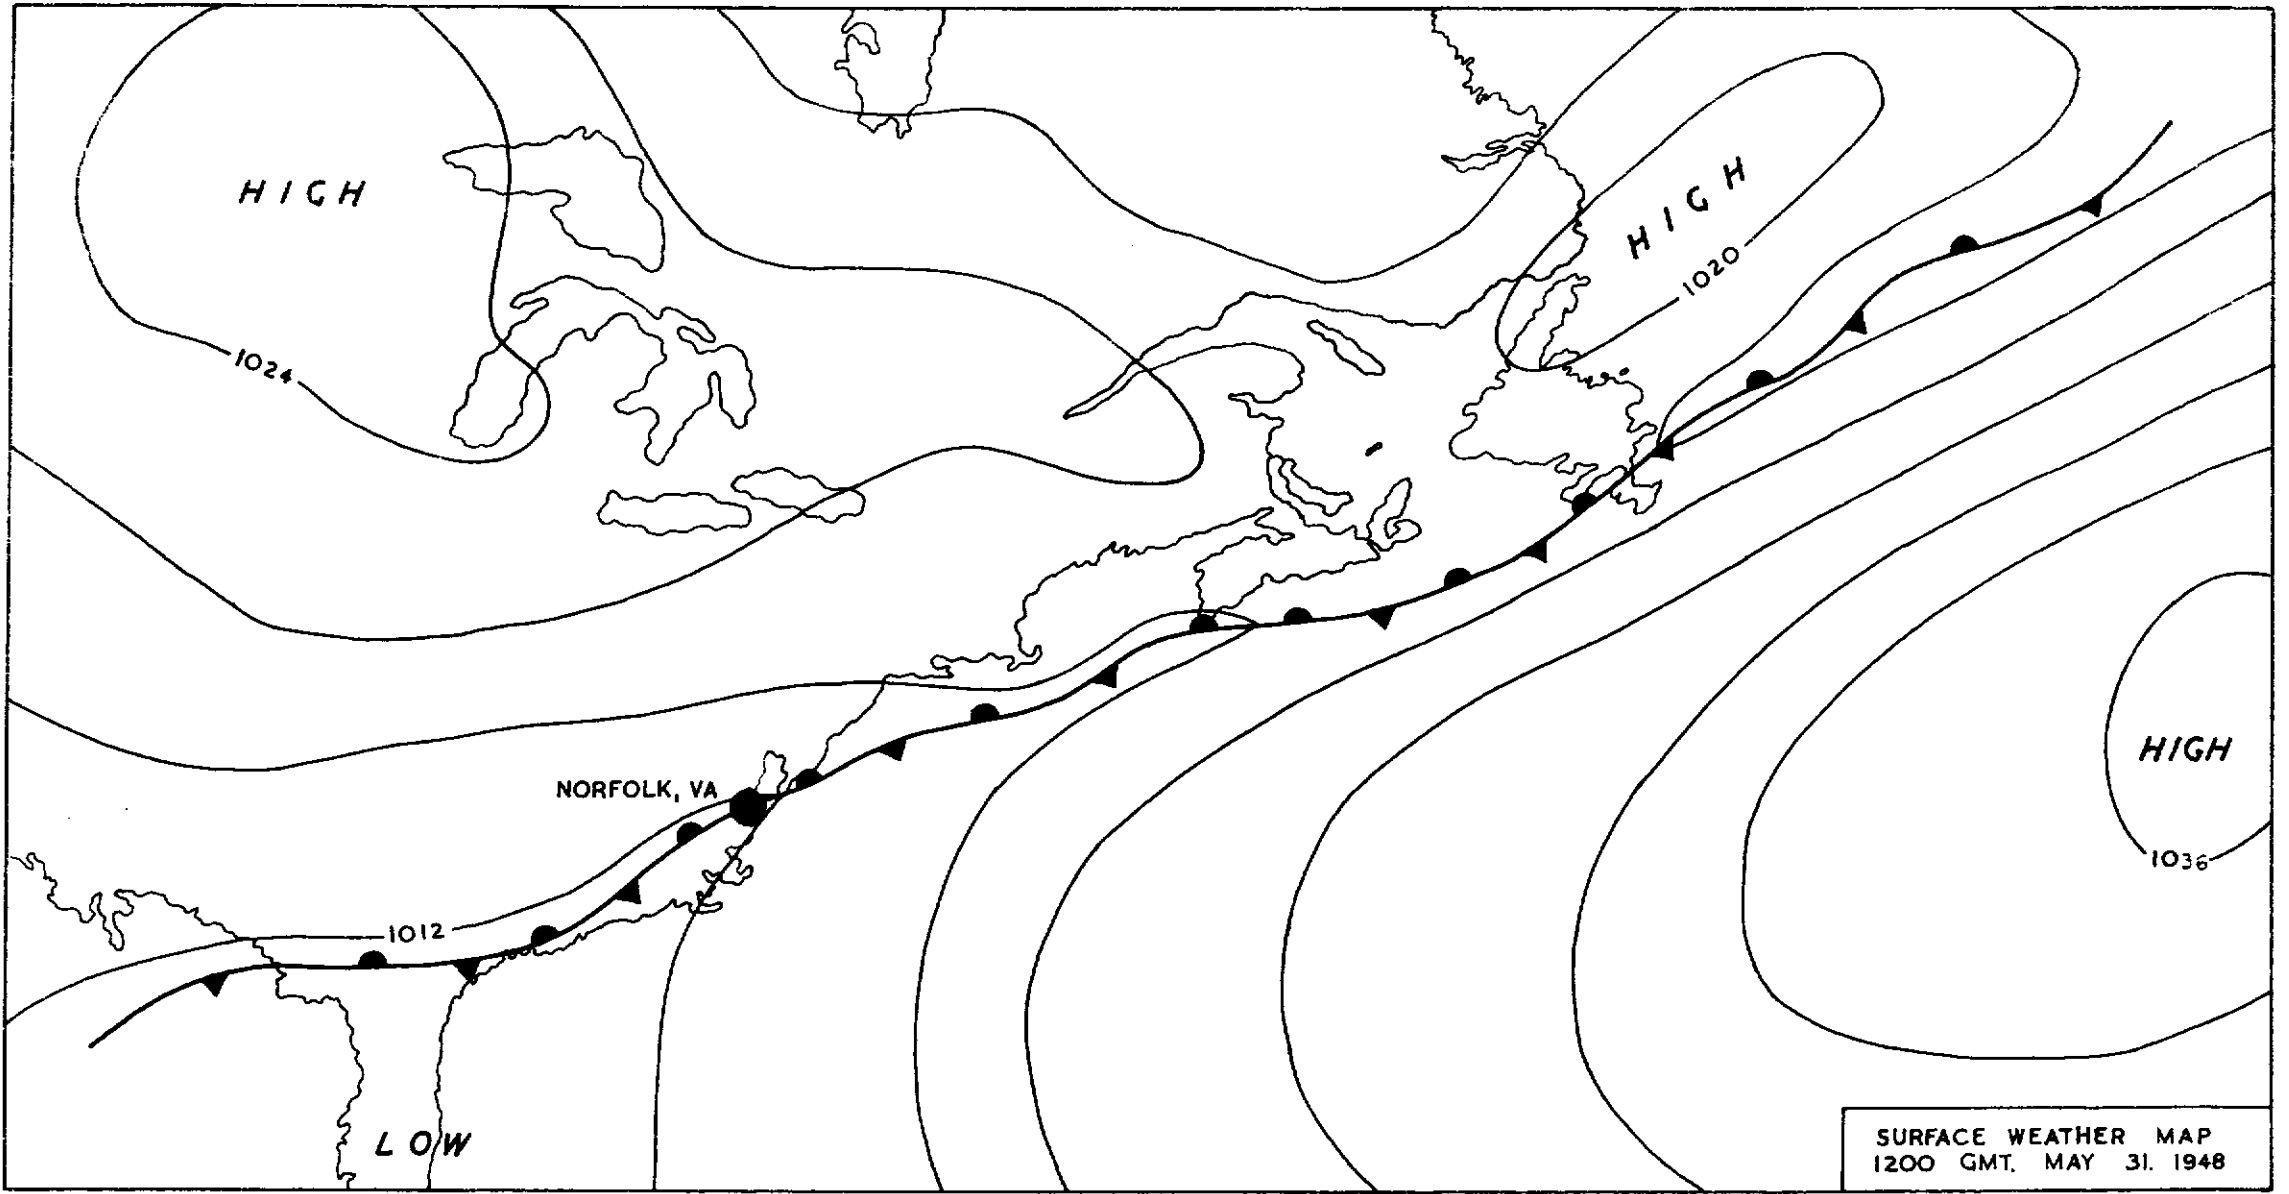 HIGH
HIGH
1020
1024
HIGH
NORFOLK, VA
1036
1012
LOW
SURFACE WEATHER MAP
1200 GMT. MAY 31. 1948